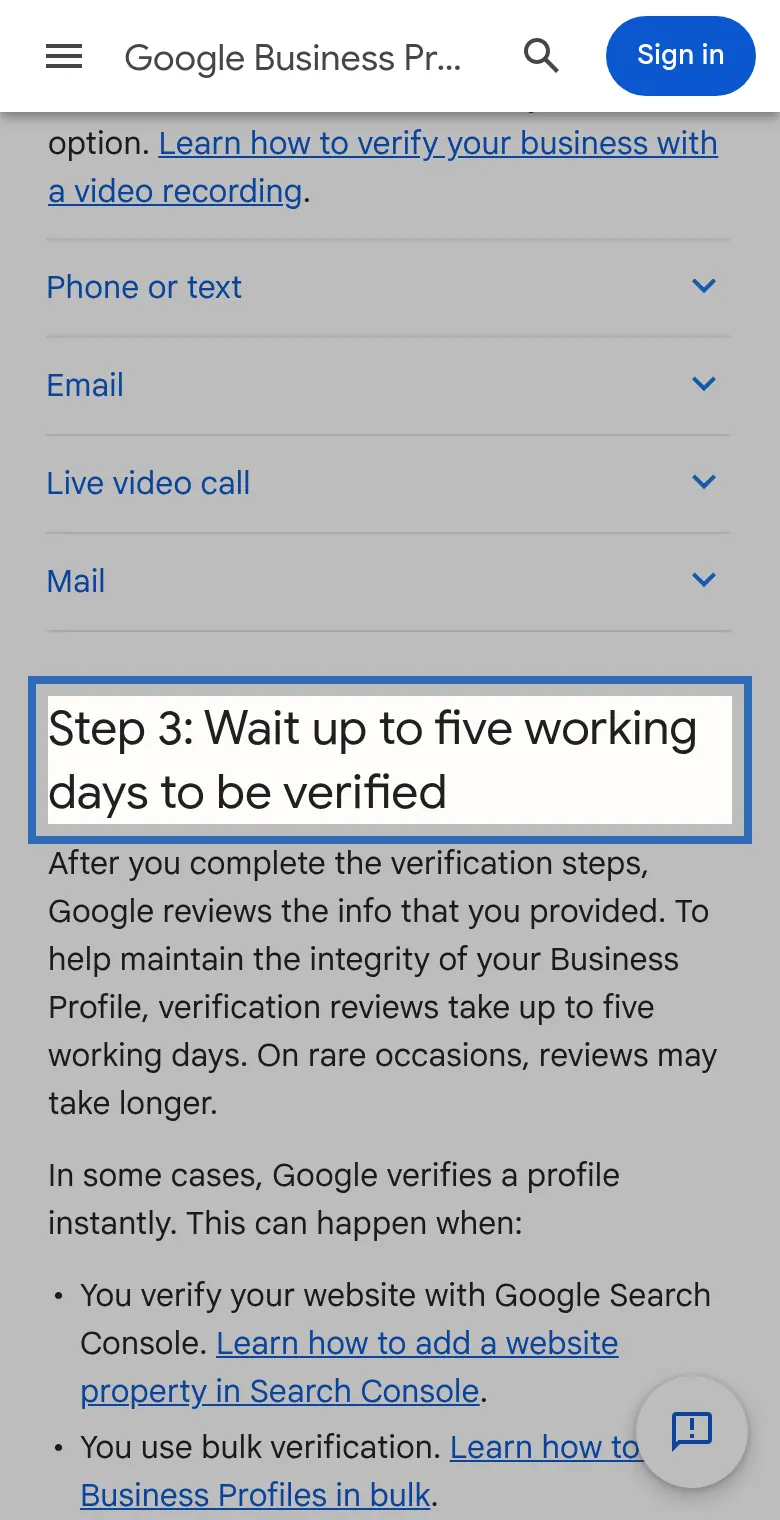 Google Business Pr...
Sign in
option. Learn how to verify your business with
a video recording.
Phone or text
Email
Live video call
Mail
Step 3: Wait up to five working
days to be verified
After you complete the verification steps,
Google reviews the info that you provided. To
help maintain the integrity of your Business
Profile, verification reviews take up to five
working days. On rare occasions, reviews may
take longer.
In some cases, Google verifies a profile
instantly. This can happen when:
• You verify your website with Google Search
Console. Learn how to add a website
property in Search Console.
• You use bulk verification. Learn how to
Business Profiles in bulk.